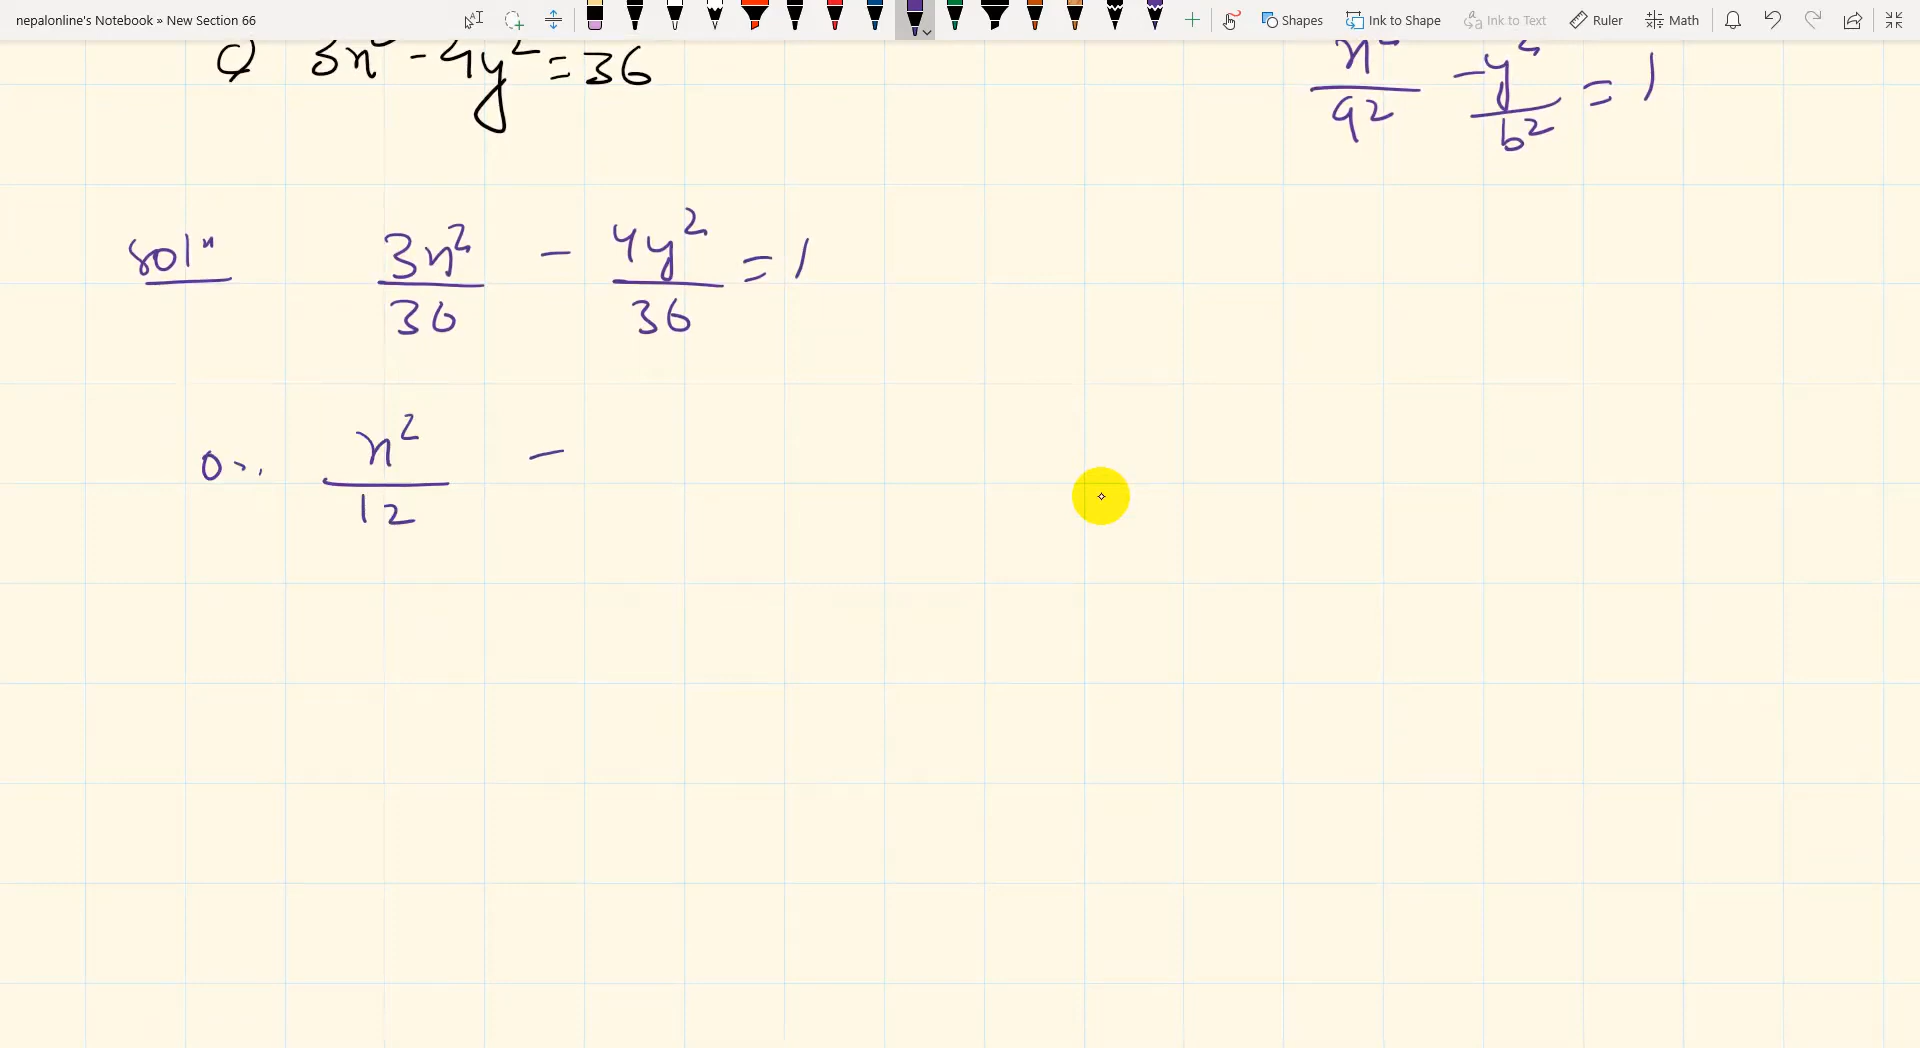 nepalonline's Notebook » New Section 66
Shapes Ink to Shape Ink to Text Ruler Math
c) 3x² - 4y² = 36
x²/a² - y²/b² = 1
solⁿ 3x²/36 - 4y²/36 = 1
or, x²/12 -